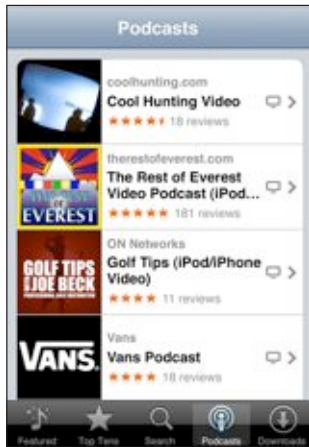 Podcasts
coolhunting.com
Cool Hunting Video
18 reviews
therestofeverest.com
The Rest of Everest
Video Podcast (iPod...
181 reviews
OF
EVEREST
ON Networks
Golf Tips (iPod/iPhone
Video)
11 reviews
GOLF TIPS
JOE BECK
Vans
Vans Podcast
18 reviews
VANS
Featured
Top Tens
Search
Podcasts
Downloads